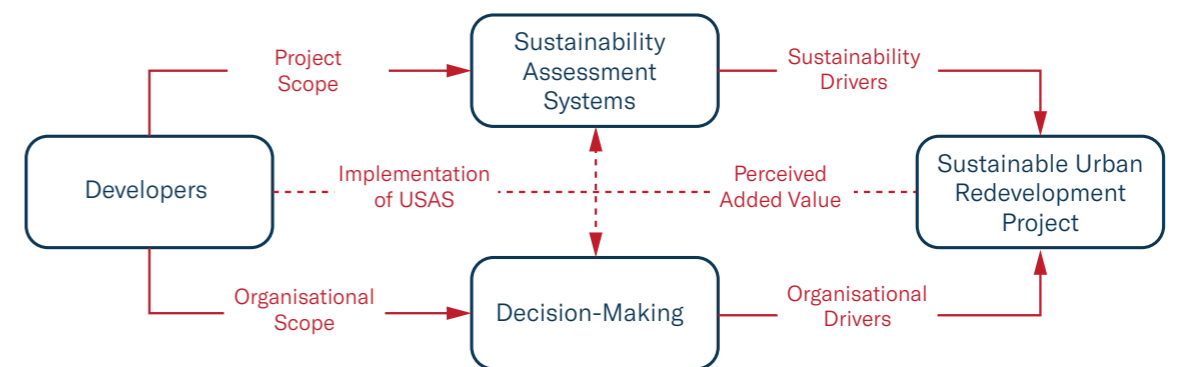 Project
Scope
Sustainability
Assessment
Systems
Sustainability
Drivers
Developers
Implementation
of USAS
Perceived
Added Value
Sustainable Urban
Redevelopment
Project
Organisational
Scope
Decision-Making
Organisational
Drivers